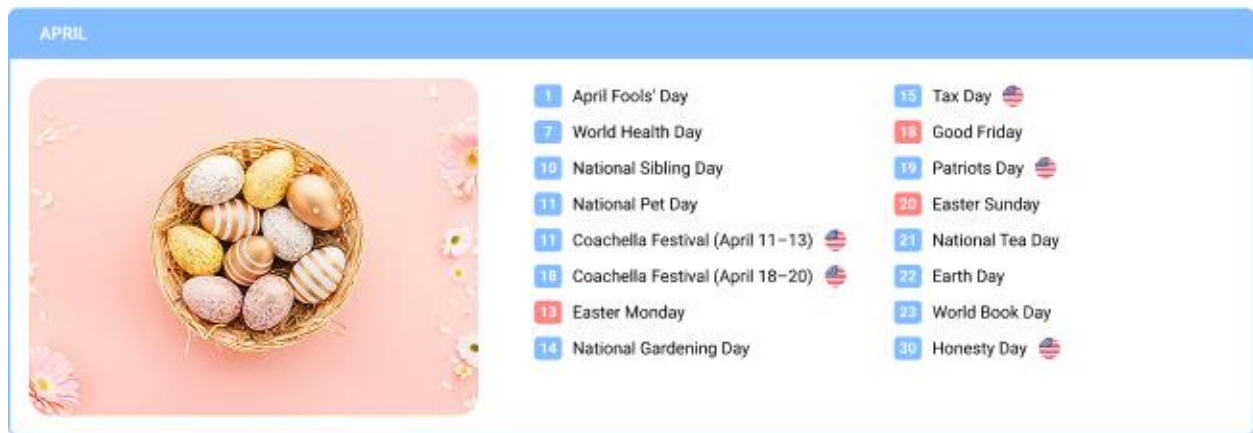 APRIL
1 April Fools' Day
7 World Health Day
10 National Sibling Day
11 National Pet Day
11 Coachella Festival (April 11–13)
18 Coachella Festival (April 18–20)
13 Easter Monday
14 National Gardening Day
15 Tax Day
18 Good Friday
19 Patriots Day
20 Easter Sunday
21 National Tea Day
22 Earth Day
23 World Book Day
30 Honesty Day